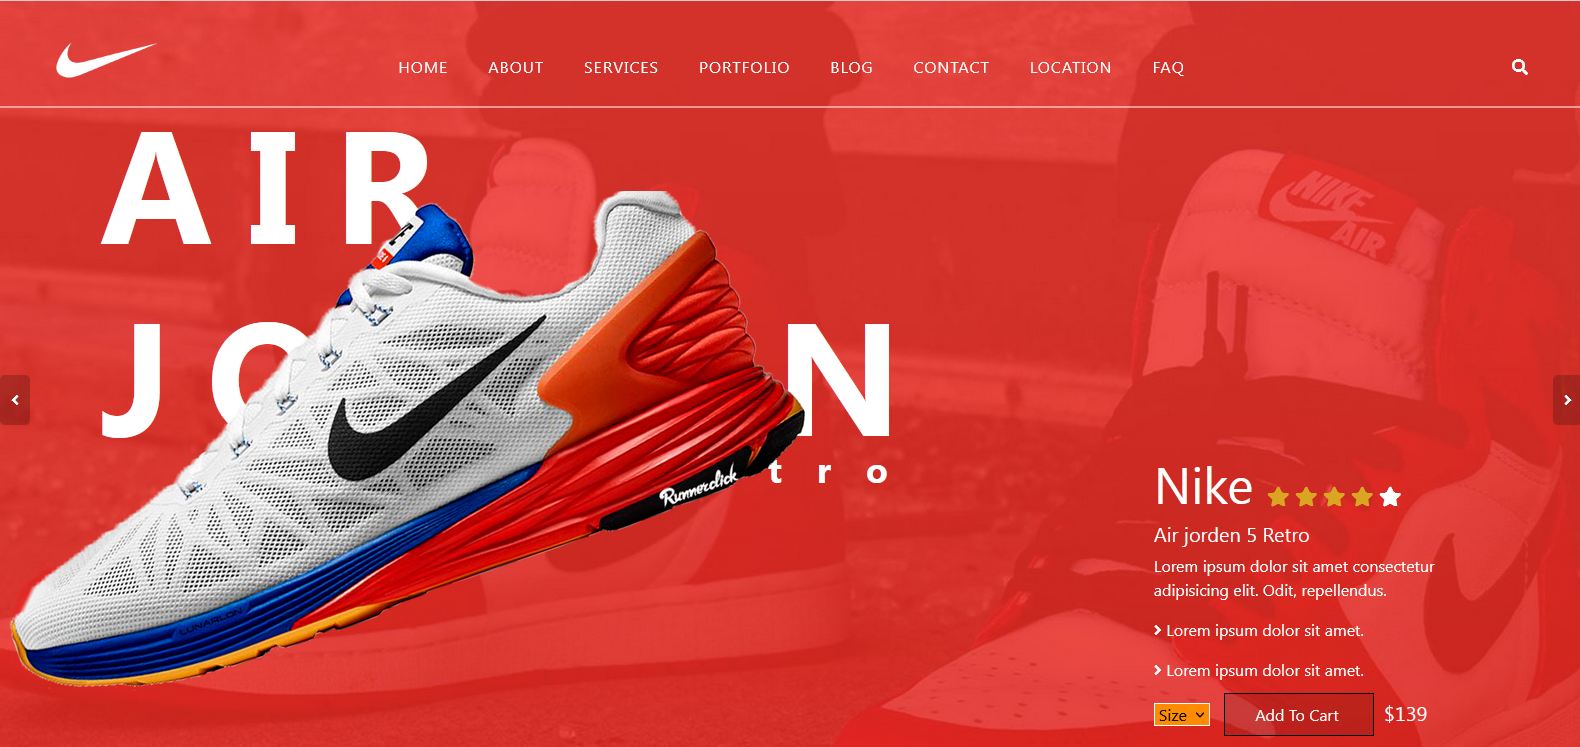 HOME ABOUT SERVICES PORTFOLIO BLOG CONTACT LOCATION FAQ
AIR
NIKE
AIR
JO N
tro
Runnerclick
LUNARLON
Nike
Air jorden 5 Retro
Lorem ipsum dolor sit amet consectetur
adipisicing elit. Odit, repellendus.
Lorem ipsum dolor sit amet.
Lorem ipsum dolor sit amet.
Size Add To Cart $139